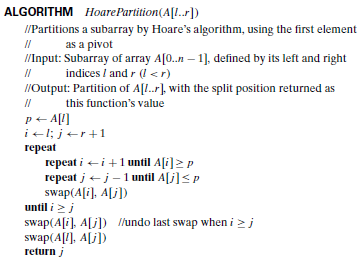 ALGORITHM HoarePartition(A[l..r])
//Partitions a subarray by Hoare's algorithm, using the first element
// as a pivot
//Input: Subarray of array A[0..n − 1], defined by its left and right
// indices l and r (l < r)
//Output: Partition of A[l..r], with the split position returned as
// this function's value
p ← A[l]
i ← l; j ← r + 1
repeat
repeat i ← i + 1 until A[i] ≥ p
repeat j ← j − 1 until A[j] ≤ p
swap(A[i], A[j])
until i ≥ j
swap(A[i], A[j]) //undo last swap when i ≥ j
swap(A[l], A[j])
return j